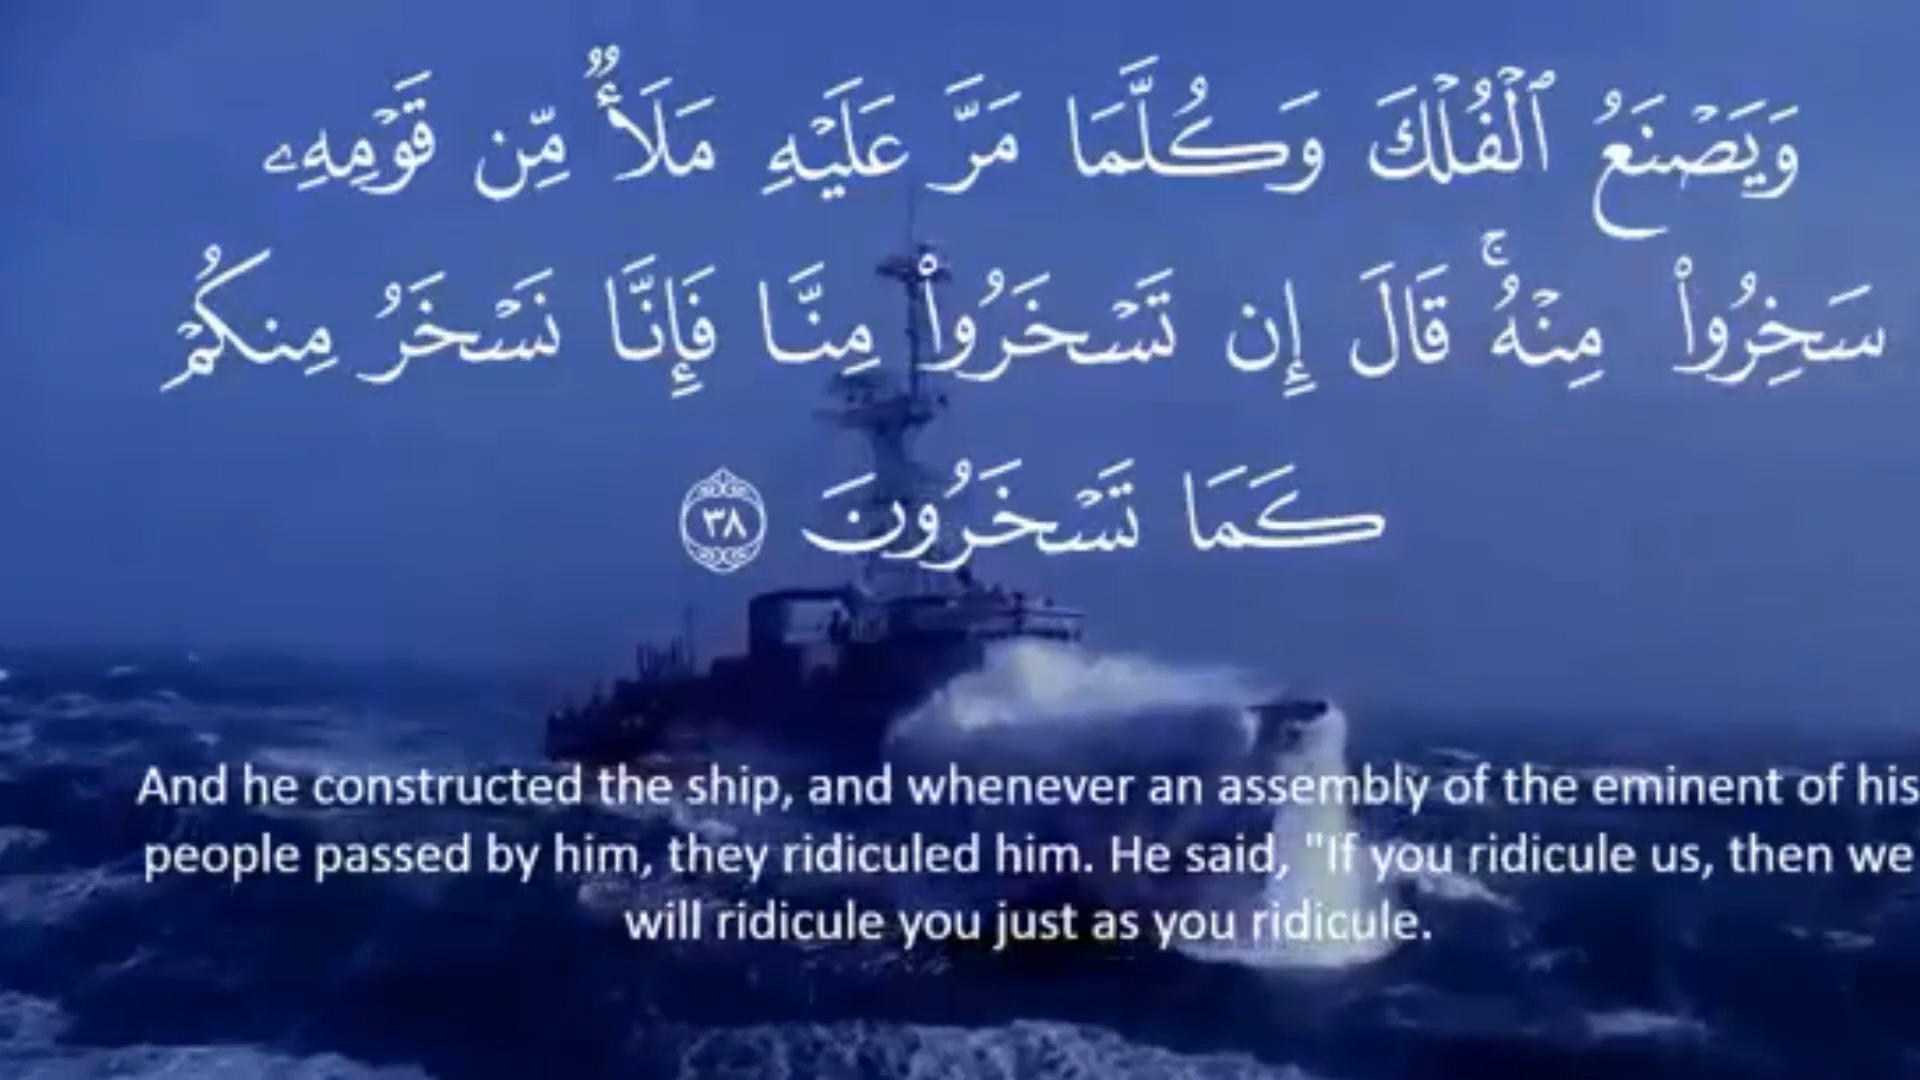 وَيَصْنَعُ ٱلْفُلْكَ وَكُلَّمَا مَرَّ عَلَيْهِ مَلَأٌ مِّن قَوْمِهِۦ
سَخِرُوا۟ مِنْهُ ۚ قَالَ إِن تَسْخَرُوا۟ مِنَّا فَإِنَّا نَسْخَرُ مِنكُمْ
كَمَا تَسْخَرُونَ ٣٨
And he constructed the ship, and whenever an assembly of the eminent of his
people passed by him, they ridiculed him. He said, "If you ridicule us, then we
will ridicule you just as you ridicule.